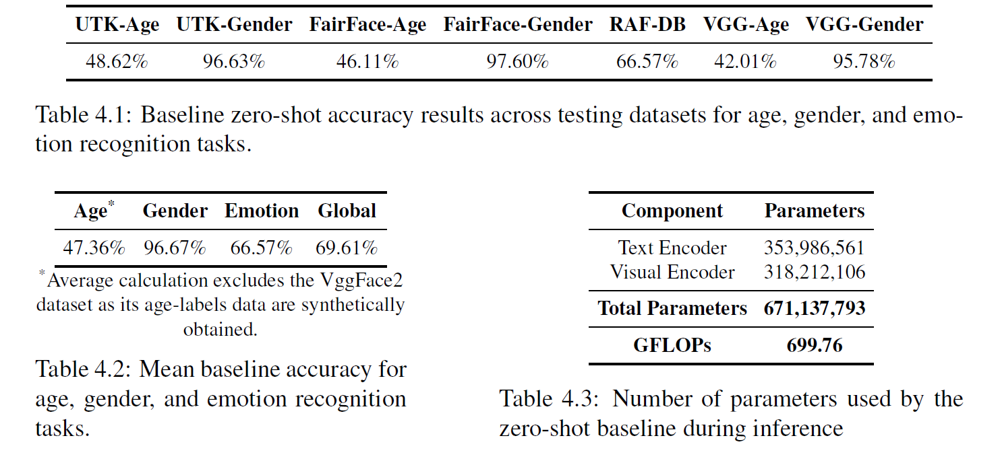 UTK-Age UTK-Gender FairFace-Age FairFace-Gender RAF-DB VGG-Age VGG-Gender
48.62% 96.63% 46.11% 97.60% 66.57% 42.01% 95.78%
Table 4.1: Baseline zero-shot accuracy results across testing datasets for age, gender, and emo-
tion recognition tasks.
Age* Gender Emotion Global
47.36% 96.67% 66.57% 69.61%
*Average calculation excludes the VggFace2
dataset as its age-labels data are synthetically
obtained.
Table 4.2: Mean baseline accuracy for
age, gender, and emotion recognition
tasks.
Component Parameters
Text Encoder 353,986,561
Visual Encoder 318,212,106
Total Parameters 671,137,793
GFLOPs 699.76
Table 4.3: Number of parameters used by the
zero-shot baseline during inference